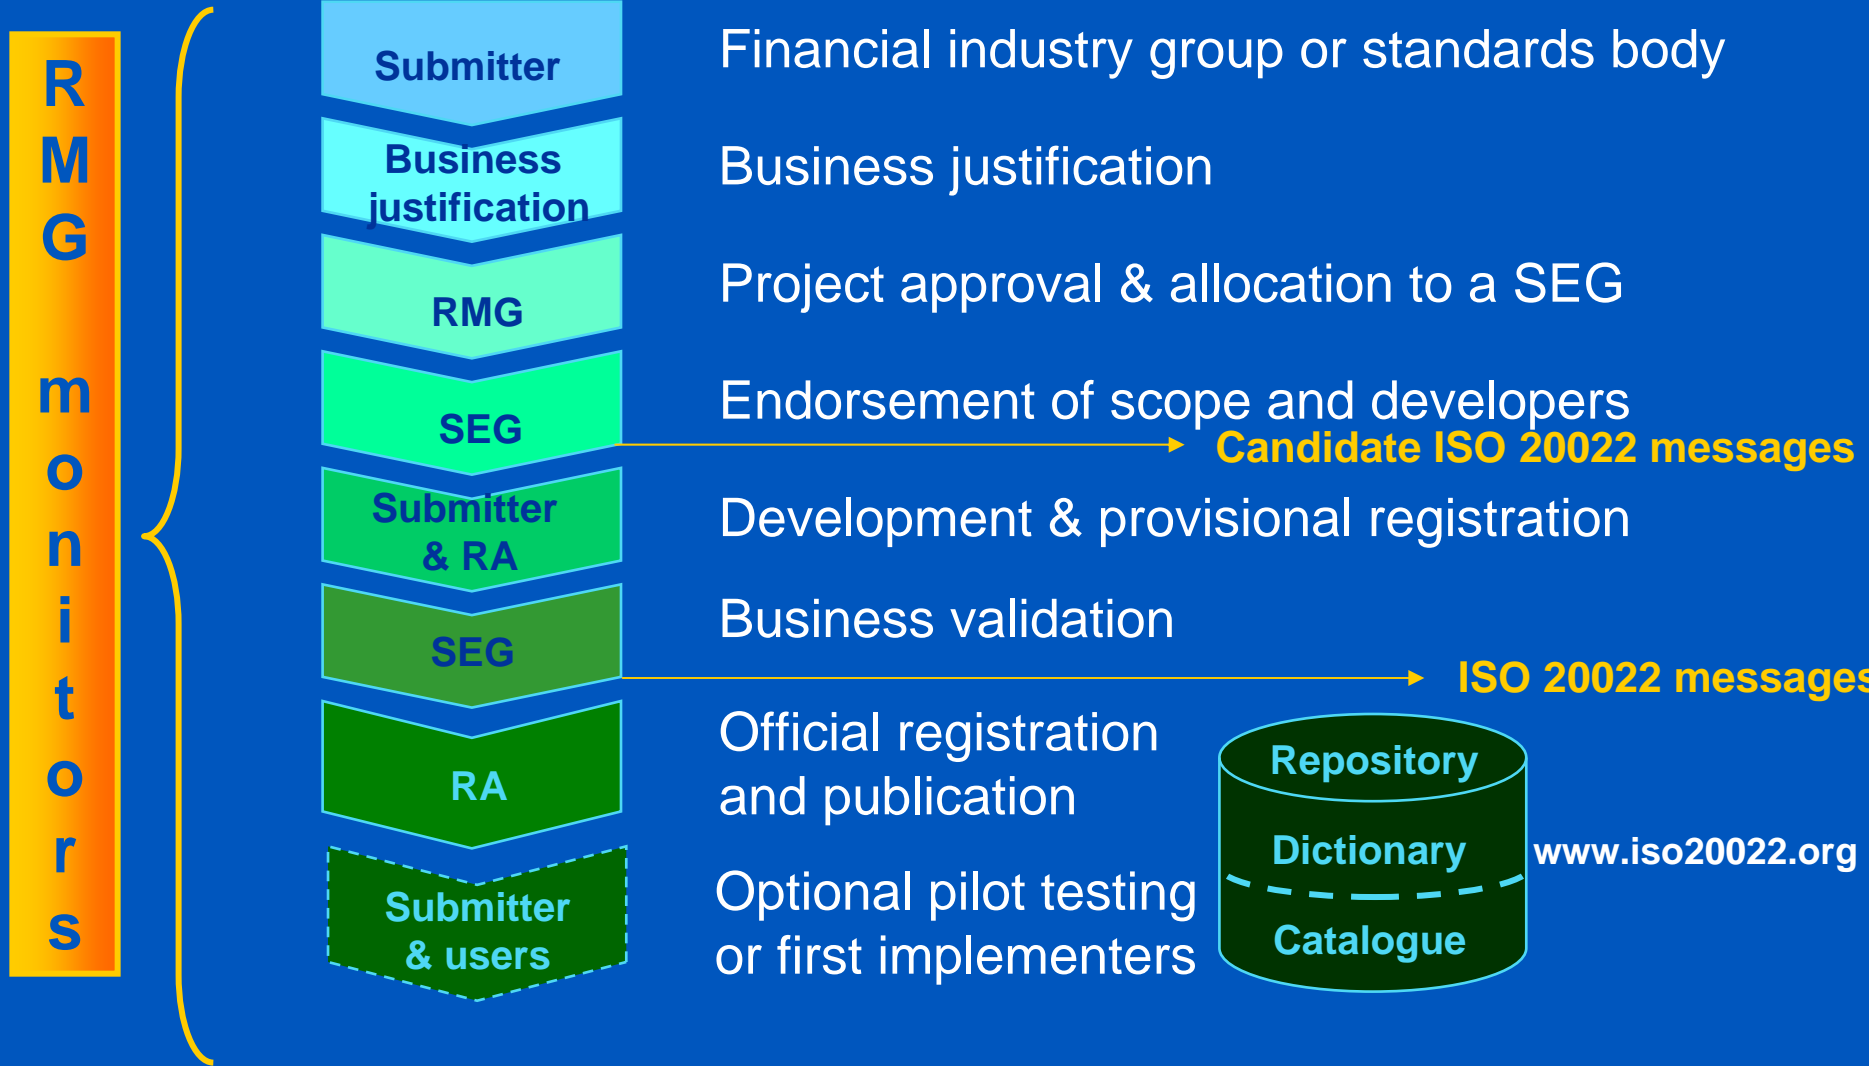 RMG monitors
Submitter
Financial industry group or standards body
Business
justification
Business justification
RMG
Project approval & allocation to a SEG
SEG
Endorsement of scope and developers
Candidate ISO 20022 messages
Submitter
& RA
Development & provisional registration
SEG
Business validation
ISO 20022 messages
RA
Official registration
and publication
Submitter
& users
Optional pilot testing
or first implementers
Repository
Dictionary
Catalogue
www.iso20022.org